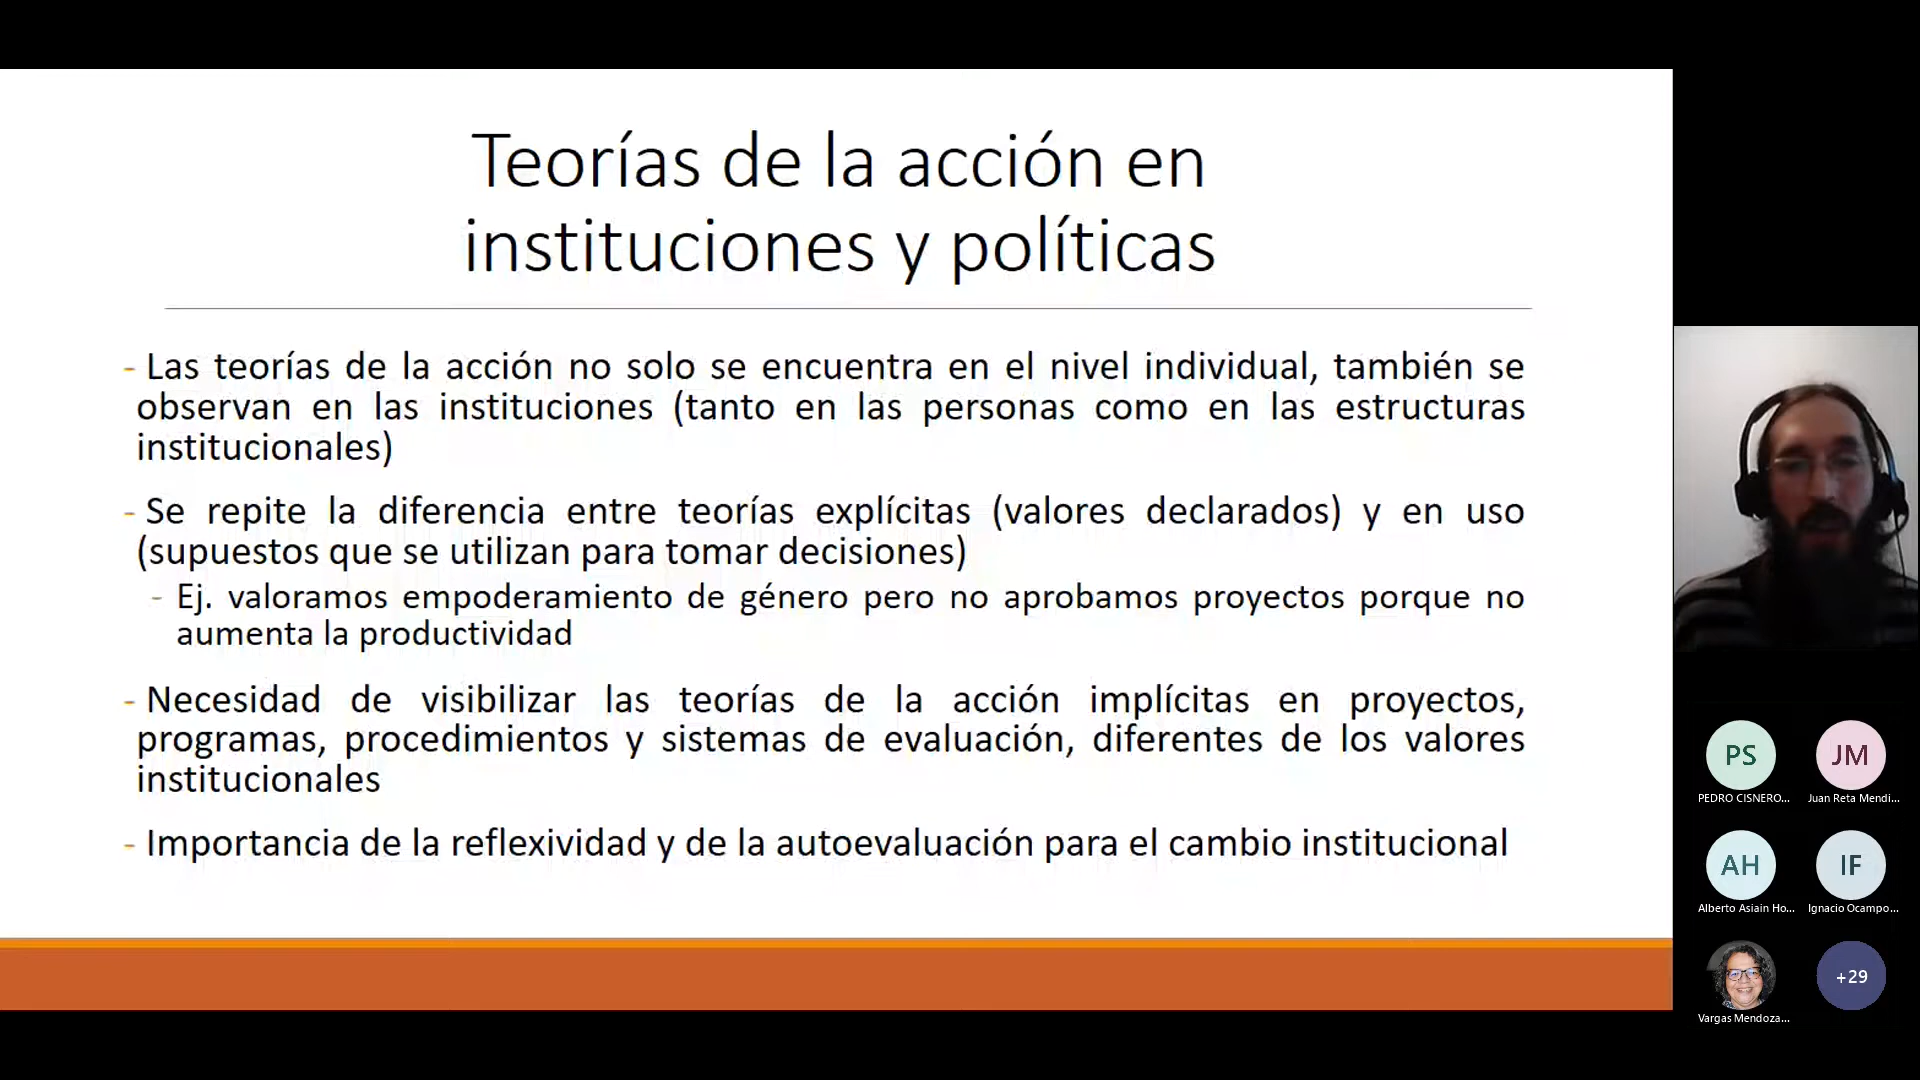 Teorías de la acción en
instituciones y políticas
- Las teorías de la acción no solo se encuentra en el nivel individual, también se
observan en las instituciones (tanto en las personas como en las estructuras
institucionales)
- Se repite la diferencia entre teorías explícitas (valores declarados) y en uso
(supuestos que se utilizan para tomar decisiones)
- Ej. valoramos empoderamiento de género pero no aprobamos proyectos porque no
aumenta la productividad
- Necesidad de visibilizar las teorías de la acción implícitas en proyectos,
programas, procedimientos y sistemas de evaluación, diferentes de los valores
institucionales
- Importancia de la reflexividad y de la autoevaluación para el cambio institucional
PS
JM
PEDRO CISNERO...
Juan Reta Mendi...
AH
IF
Alberto Asiain Ho...
Ignacio Ocampo...
+29
Vargas Mendoza...